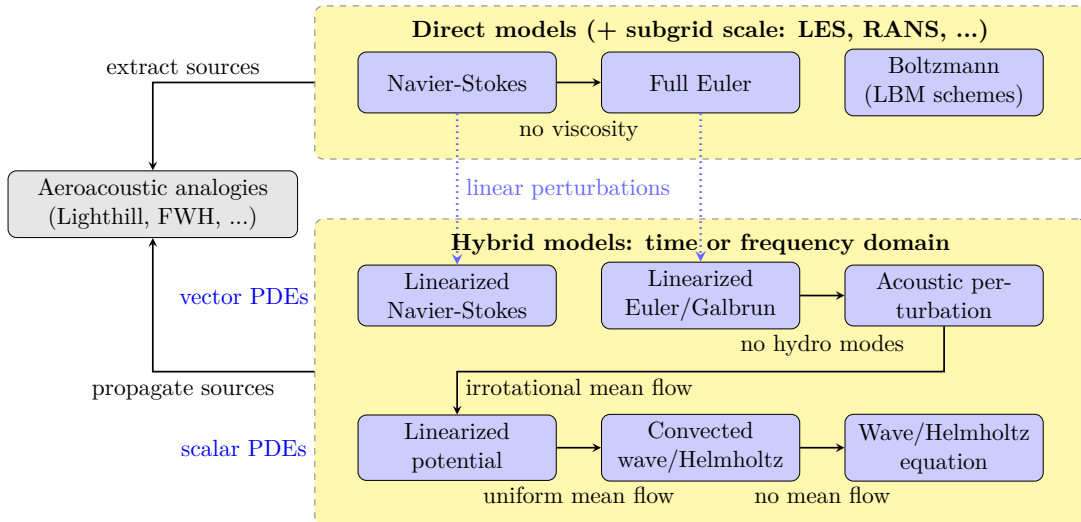 Direct models (+ subgrid scale: LES, RANS, ...)
extract sources
Navier-Stokes
Full Euler
Boltzmann
(LBM schemes)
no viscosity
Aeroacoustic analogies
(Lighthill, FWH, ...)
linear perturbations
Hybrid models: time or frequency domain
vector PDEs
Linearized
Navier-Stokes
Linearized
Euler/Galbrun
Acoustic per-
turbation
no hydro modes
propagate sources
irrotational mean flow
scalar PDEs
Linearized
potential
Convected
wave/Helmholtz
Wave/Helmholtz
equation
uniform mean flow
no mean flow